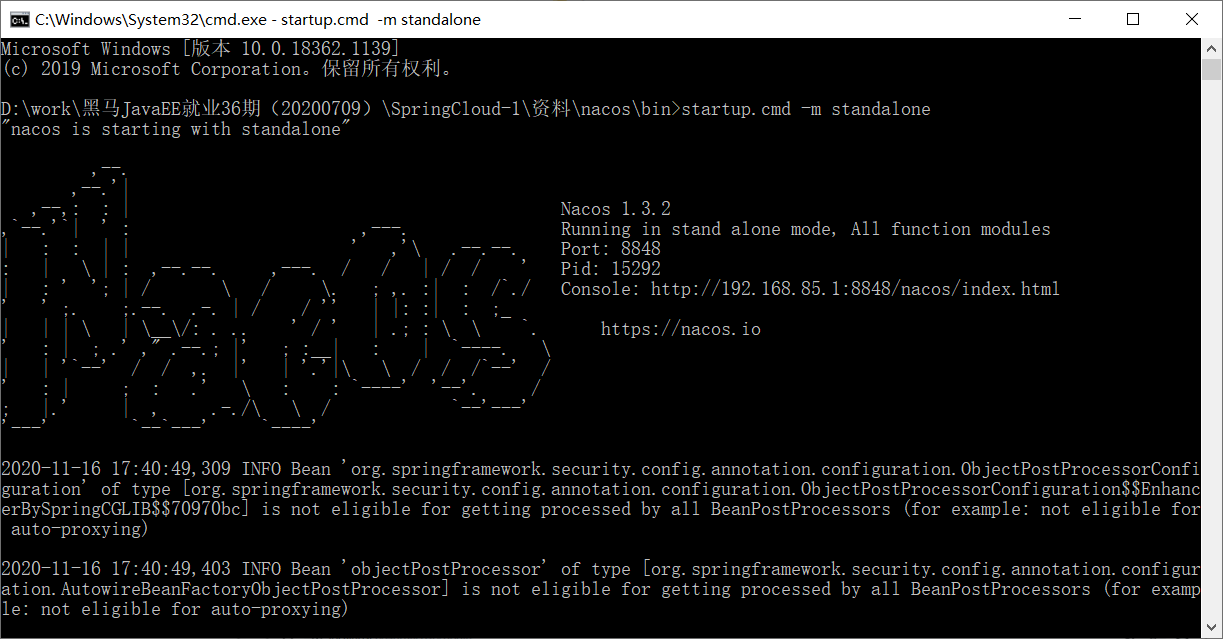 C:\Windows\System32\cmd.exe - startup.cmd  -m standalone
Microsoft Windows [版本 10.0.18362.1139]
(c) 2019 Microsoft Corporation。保留所有权利。
D:\work\黑马JavaEE就业36期（20200709）\SpringCloud-1\资料\nacos\bin>startup.cmd -m standalone
"nacos is starting with standalone"
Nacos 1.3.2
Running in stand alone mode, All function modules
Port: 8848
Pid: 15292
Console: http://192.168.85.1:8848/nacos/index.html
https://nacos.io
2020-11-16 17:40:49,309 INFO Bean 'org.springframework.security.config.annotation.configuration.ObjectPostProcessorConfi
guration' of type [org.springframework.security.config.annotation.configuration.ObjectPostProcessorConfiguration$$Enhanc
erBySpringCGLIB$$70970bc] is not eligible for getting processed by all BeanPostProcessors (for example: not eligible for
 auto-proxying)
2020-11-16 17:40:49,403 INFO Bean 'objectPostProcessor' of type [org.springframework.security.config.annotation.configur
ation.AutowireBeanFactoryObjectPostProcessor] is not eligible for getting processed by all BeanPostProcessors (for examp
le: not eligible for auto-proxying)